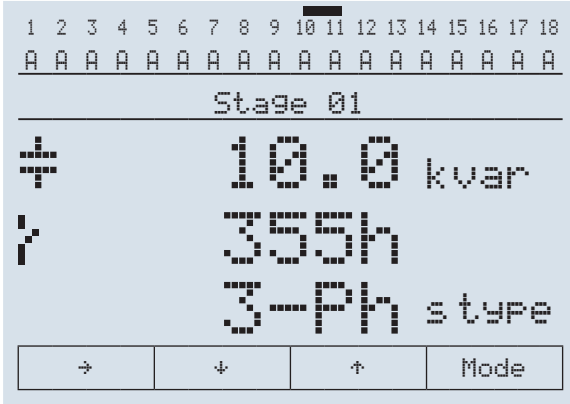 1 2 3 4 5 6 7 8 9 10 11 12 13 14 15 16 17 18
A A A A A A A A A A A A A A A A A A
Stage 01
10.0 kvar
355h
3-Ph stype
→ ↓ ↑ Mode